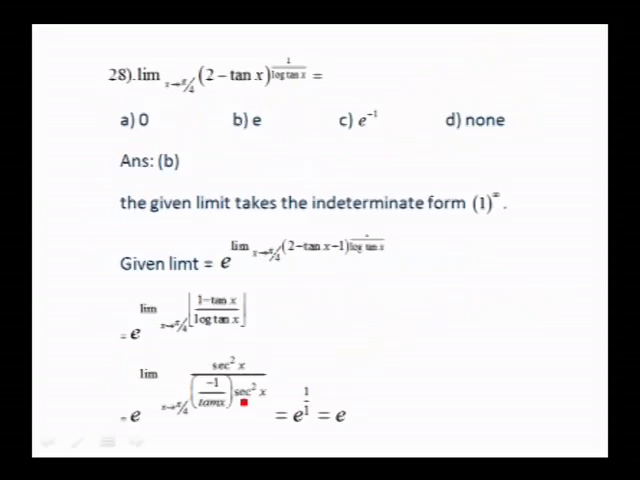 28).lim x→π/4 (2 – tan x)^(1/log tan x) =
a) 0 b) e c) e⁻¹ d) none
Ans: (b)
the given limit takes the indeterminate form (1)^∞ .
Given limt = e^(lim x→π/4 (2–tan x–1) 1/log tan x)
= e^(lim x→π/4 [1–tan x / log tan x])
= e^(lim x→π/4 sec² x / (–1/tanx) sec² x) = e^(1/1) = e